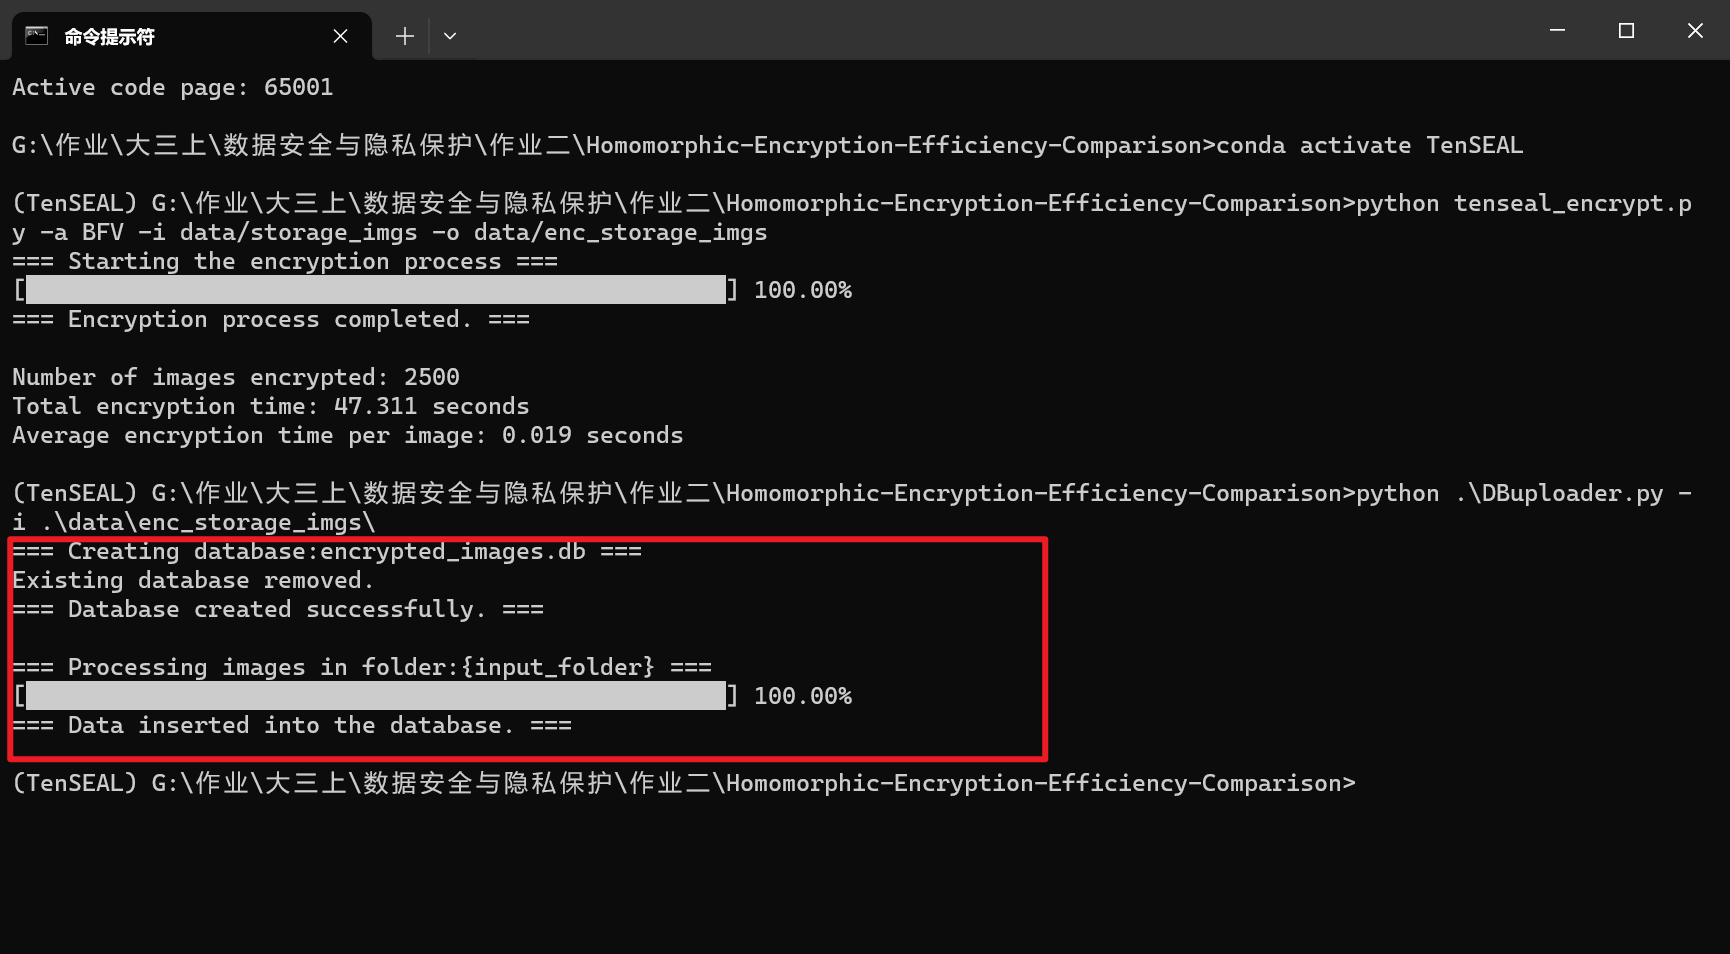 命令提示符
Active code page: 65001
G:\作业\大三上\数据安全与隐私保护\作业二\Homomorphic-Encryption-Efficiency-Comparison>conda activate TenSEAL
(TenSEAL) G:\作业\大三上\数据安全与隐私保护\作业二\Homomorphic-Encryption-Efficiency-Comparison>python tenseal_encrypt.p
y -a BFV -i data/storage_imgs -o data/enc_storage_imgs
=== Starting the encryption process ===
[██████████████████████████████████████████████████] 100.00%
=== Encryption process completed. ===
Number of images encrypted: 2500
Total encryption time: 47.311 seconds
Average encryption time per image: 0.019 seconds
(TenSEAL) G:\作业\大三上\数据安全与隐私保护\作业二\Homomorphic-Encryption-Efficiency-Comparison>python .\DBuploader.py -
i .\data\enc_storage_imgs\
=== Creating database:encrypted_images.db ===
Existing database removed.
=== Database created successfully. ===
=== Processing images in folder:{input_folder} ===
[██████████████████████████████████████████████████] 100.00%
=== Data inserted into the database. ===
(TenSEAL) G:\作业\大三上\数据安全与隐私保护\作业二\Homomorphic-Encryption-Efficiency-Comparison>